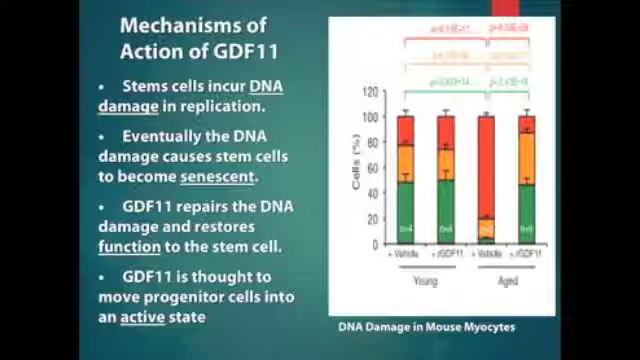 Mechanisms of
Action of GDF11
• Stems cells incur DNA
damage in replication.
• Eventually the DNA
damage causes stem cells
to become senescent.
• GDF11 repairs the DNA
damage and restores
function to the stem cell.
• GDF11 is thought to
move progenitor cells into
an active state
120
100
80
60
40
20
0
Cells (%)
+ Vehicle
+ rGDF11
+ Vehicle
+ rGDF11
Young
Aged
DNA Damage in Mouse Myocytes